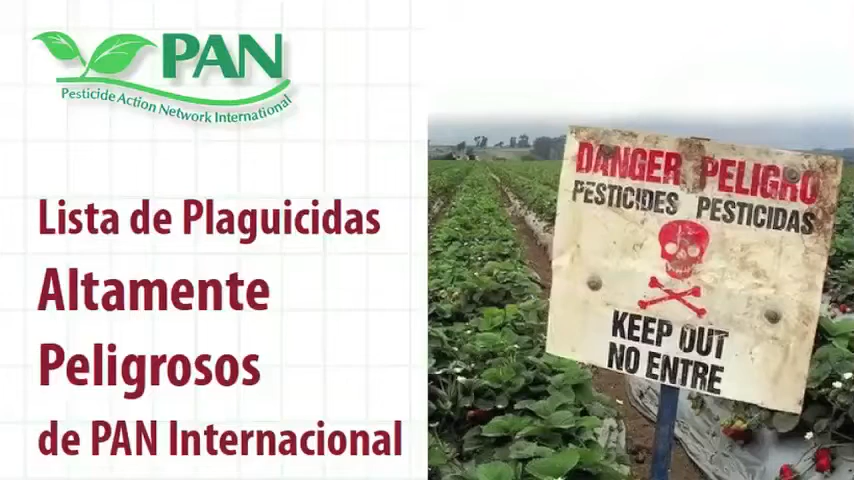 PAN
Pesticide Action Network International
Lista de Plaguicidas
Altamente
Peligrosos
de PAN Internacional
DANGER PELIGRO
PESTICIDES PESTICIDAS
KEEP OUT
NO ENTRE